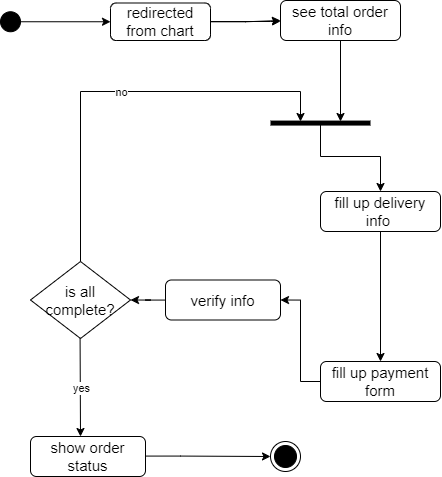 redirected
from chart
see total order
info
no
fill up delivery
info
is all
complete?
verify info
fill up payment
form
yes
show order
status